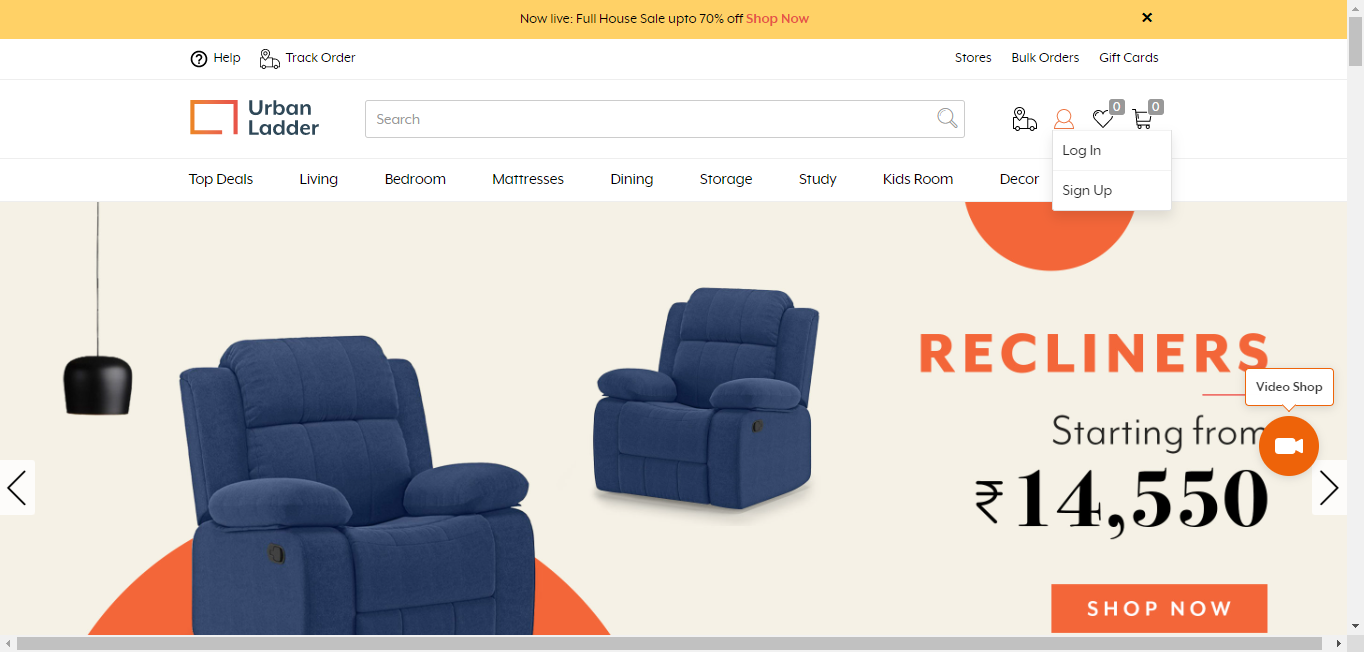 Now live: Full House Sale upto 70% off Shop Now
Help Track Order Stores Bulk Orders Gift Cards
Urban
Ladder
Search
0 0
Log In
Sign Up
Top Deals Living Bedroom Mattresses Dining Storage Study Kids Room Decor
RECLINERS
Video Shop
Starting from
₹14,550
SHOP NOW